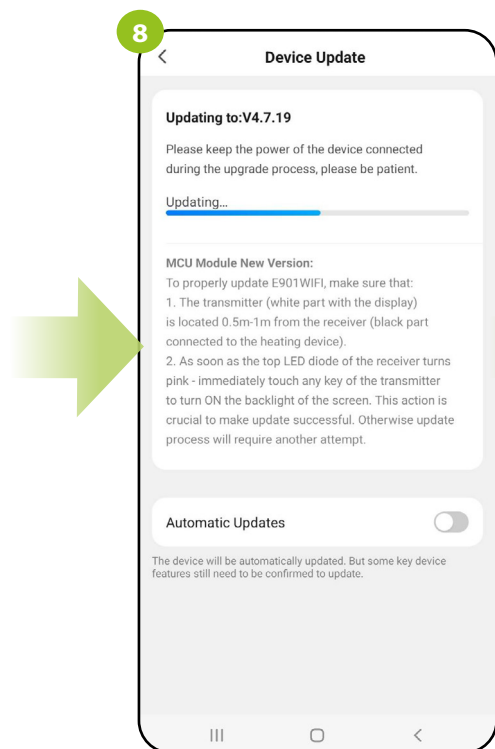 8
Device Update
Updating to:V4.7.19
Please keep the power of the device connected
during the upgrade process, please be patient.
Updating...
MCU Module New Version:
To properly update E901WIFI, make sure that:
1. The transmitter (white part with the display)
is located 0.5m-1m from the receiver (black part
connected to the heating device).
2. As soon as the top LED diode of the receiver turns
pink - immediately touch any key of the transmitter
to turn ON the backlight of the screen. This action is
crucial to make update successful. Otherwise update
process will require another attempt.
Automatic Updates
The device will be automatically updated. But some key device
features still need to be confirmed to update.